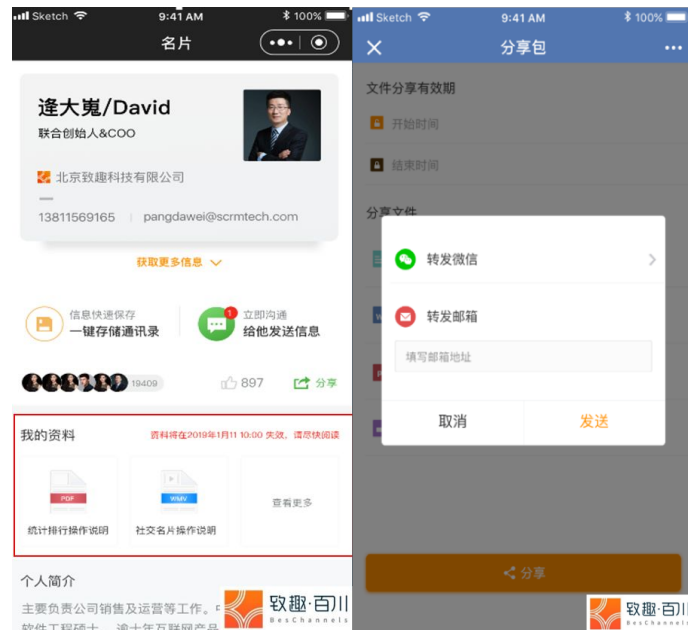 Sketch
9:41 AM
100%
名片
逄大嵬/David
联合创始人&COO
北京致趣科技有限公司
13811569165
pangdawei@scrmtech.com
获取更多信息
信息快速保存
一键存储通讯录
1
立即沟通
给他发送信息
19409
897
分享
我的资料
资料将在2019年1月11 10:00 失效，请尽快阅读
PDF
WMV
统计排行操作说明
社交名片操作说明
查看更多
个人简介
主要负责公司销售及运营等工作。
软件工程硕士
逾十年互联网产品
致趣·百川
BesChannels
Sketch
9:41 AM
100%
分享包
文件分享有效期
开始时间
结束时间
分享文件
转发微信
转发邮箱
填写邮箱地址
取消
发送
分享
致趣·百川
BesChannels